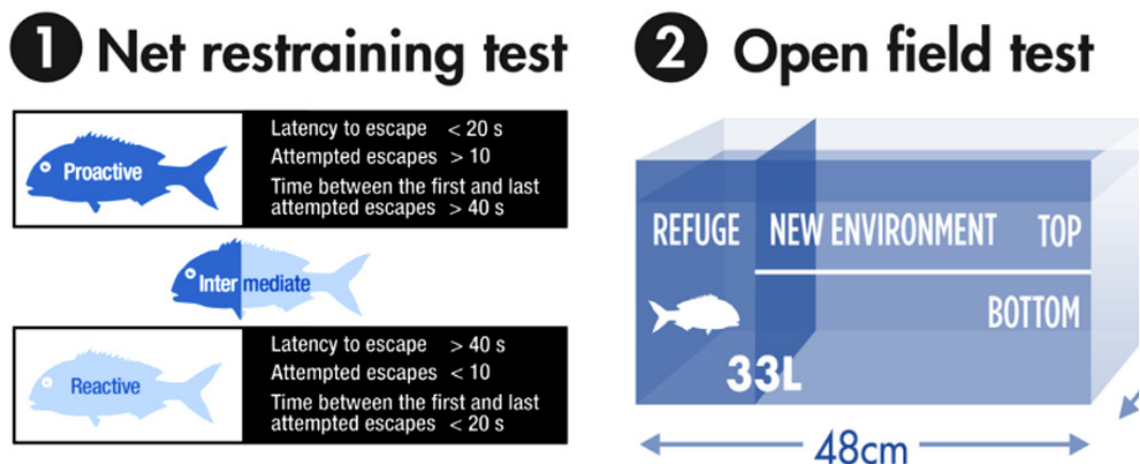 1 Net restraining test
Proactive
Latency to escape < 20 s
Attempted escapes > 10
Time between the first and last
attempted escapes > 40 s
Intermediate
Reactive
Latency to escape > 40 s
Attempted escapes < 10
Time between the first and last
attempted escapes < 20 s
2 Open field test
REFUGE NEW ENVIRONMENT TOP
BOTTOM
33L
48cm